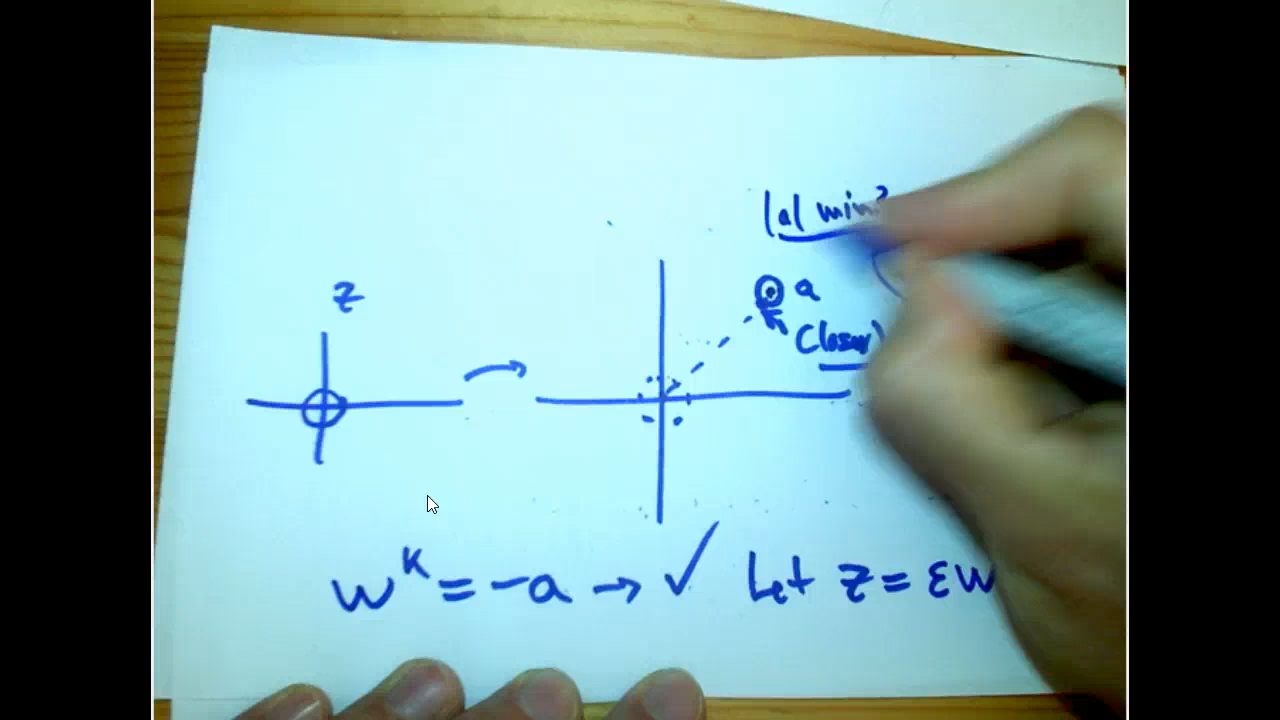 |a| min?
z
a
Closer
w^k = -a → ✓ Let z = εw